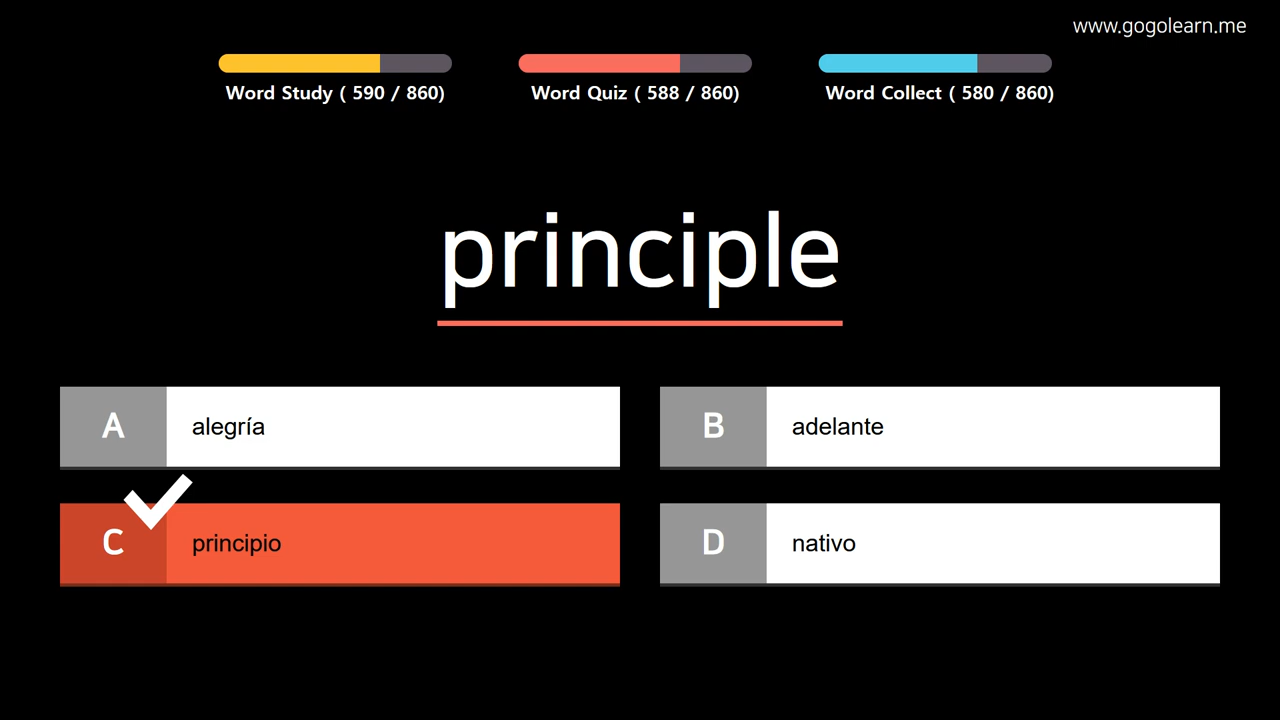 www.gogolearn.me
Word Study ( 590 / 860)
Word Quiz ( 588 / 860)
Word Collect ( 580 / 860)
principle
A alegría
B adelante
C principio
D nativo